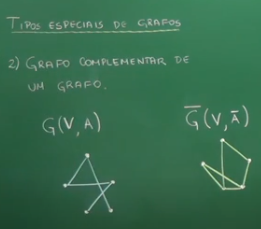 TIPOS ESPECIAIS DE GRAFOS
2) GRAFO COMPLEMENTAR DE
UM GRAFO.
G(V,A)
G̅(V,A̅)